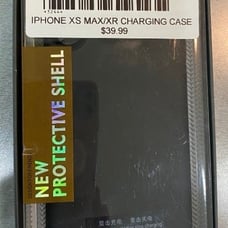 IPHONE XS MAX/XR CHARGING CASE
$39.99
NEW
PROTECTIVE SHELL